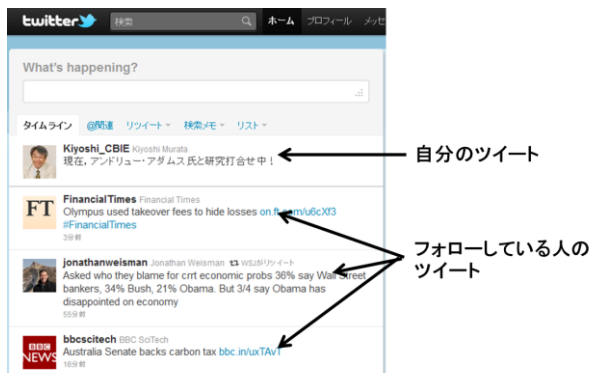 twitter 検索 ホーム プロフィール メッセ
What's happening?
タイムライン @関連 リツイート 検索メモ リスト
Kiyoshi_CBIE Kiyoshi Murata
現在，アンドリュー・アダムス氏と研究打合せ中！
自分のツイート
FT
FinancialTimes Financial Times
Olympus used takeover fees to hide losses on.ft.com/u6cXf3
#FinancialTimes
3分前
フォローしている人の
ツイート
jonathanweisman Jonathan Weisman WSJがリツイート
Asked who they blame for crrt economic probs 36% say Wall Street
bankers, 34% Bush, 21% Obama. But 3/4 say Obama has
disappointed on economy
55分前
BBC
NEWS
bbcscitech BBC SciTech
Australia Senate backs carbon tax bbc.in/uxTAvT
16分前